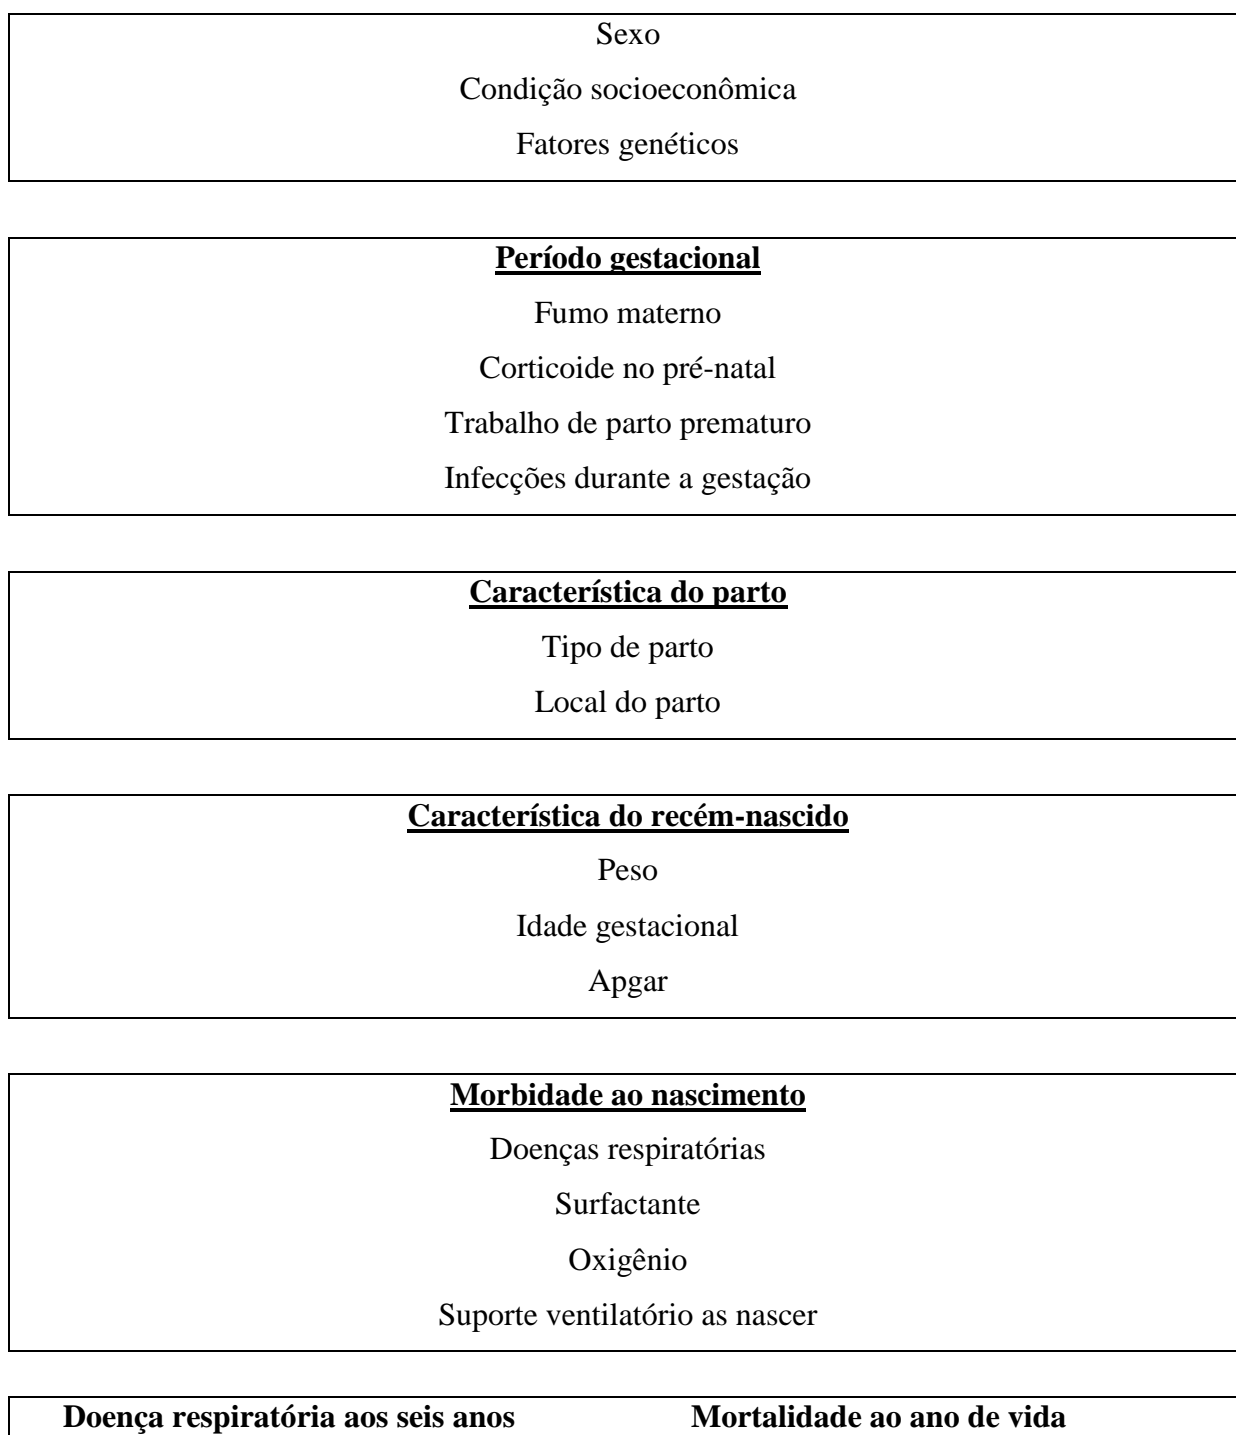 Sexo
Condição socioeconômica
Fatores genéticos
Período gestacional
Fumo materno
Corticoide no pré-natal
Trabalho de parto prematuro
Infecções durante a gestação
Característica do parto
Tipo de parto
Local do parto
Característica do recém-nascido
Peso
Idade gestacional
Apgar
Morbidade ao nascimento
Doenças respiratórias
Surfactante
Oxigênio
Suporte ventilatório as nascer
Doença respiratória aos seis anos Mortalidade ao ano de vida